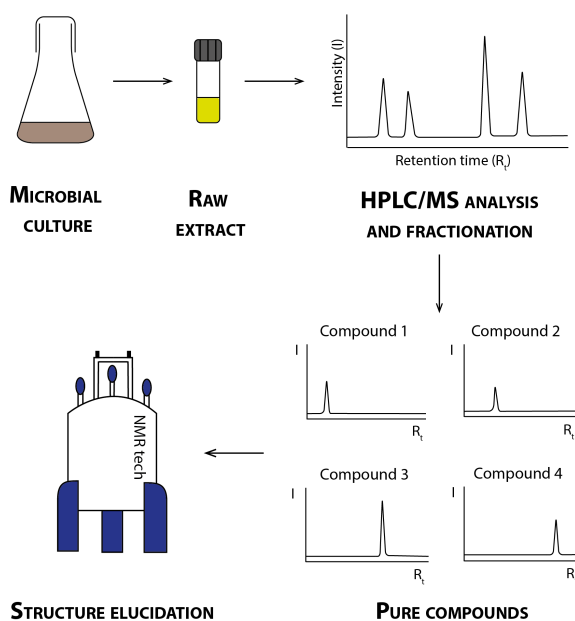 Intensity (I)
Retention time (Rt)
Microbial
culture
Raw
extract
HPLC/MS analysis
and fractionation
Compound 1
I
Rt
Compound 2
I
Rt
Compound 3
I
Rt
Compound 4
I
R
NMR tech
Structure elucidation
Pure compounds